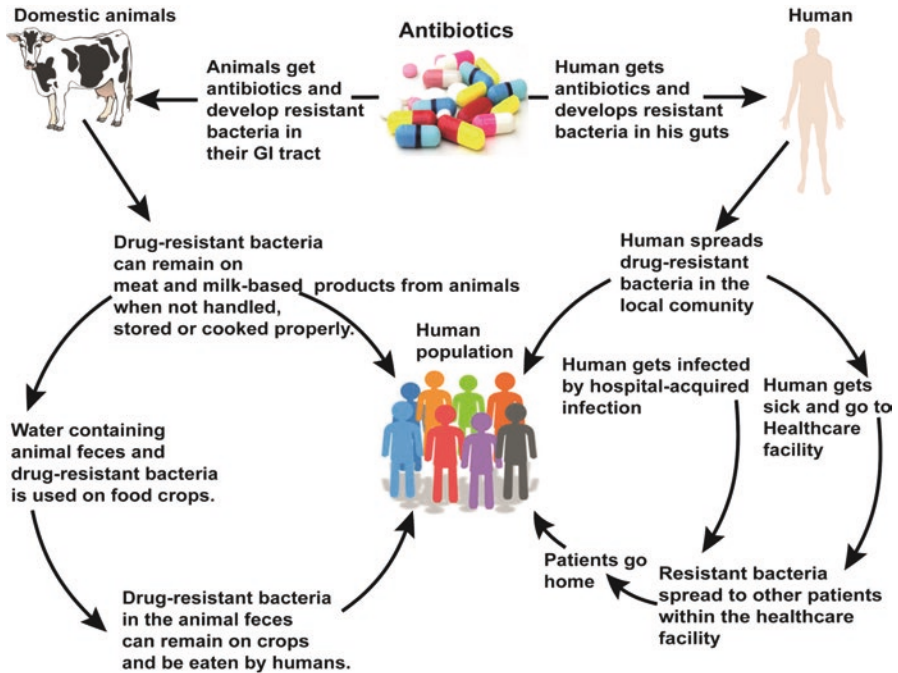 Domestic animals
Antibiotics
Human
Animals get
antibiotics and
develop resistant
bacteria in
their GI tract
Human gets
antibiotics and
develops resistant
bacteria in his guts
Drug-resistant bacteria
can remain on
meat and milk-based products from animals
when not handled,
stored or cooked properly.
Human spreads
drug-resistant
bacteria in the
local comunity
Human
population
Human gets infected
by hospital-acquired
infection
Human gets
sick and go to
Healthcare
facility
Water containing
animal feces and
drug-resistant bacteria
is used on food crops.
Patients go
home
Resistant bacteria
spread to other patients
within the healthcare
facility
Drug-resistant bacteria
in the animal feces
can remain on crops
and be eaten by humans.